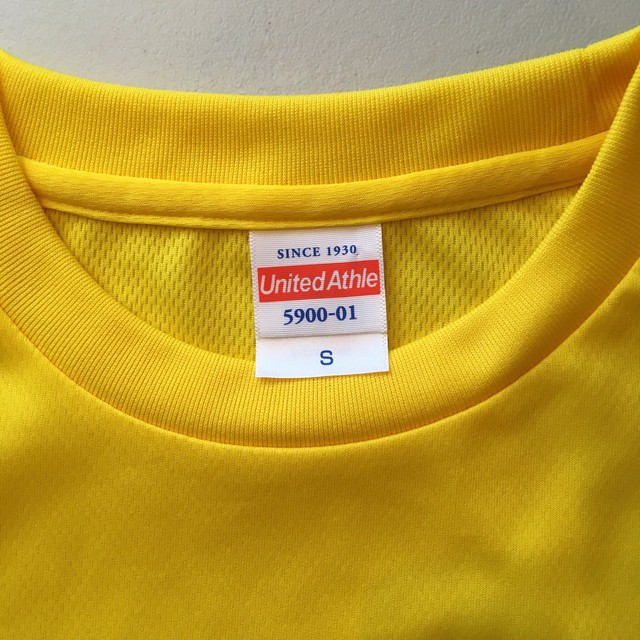 SINCE 1930
United Athle
5900-01
S